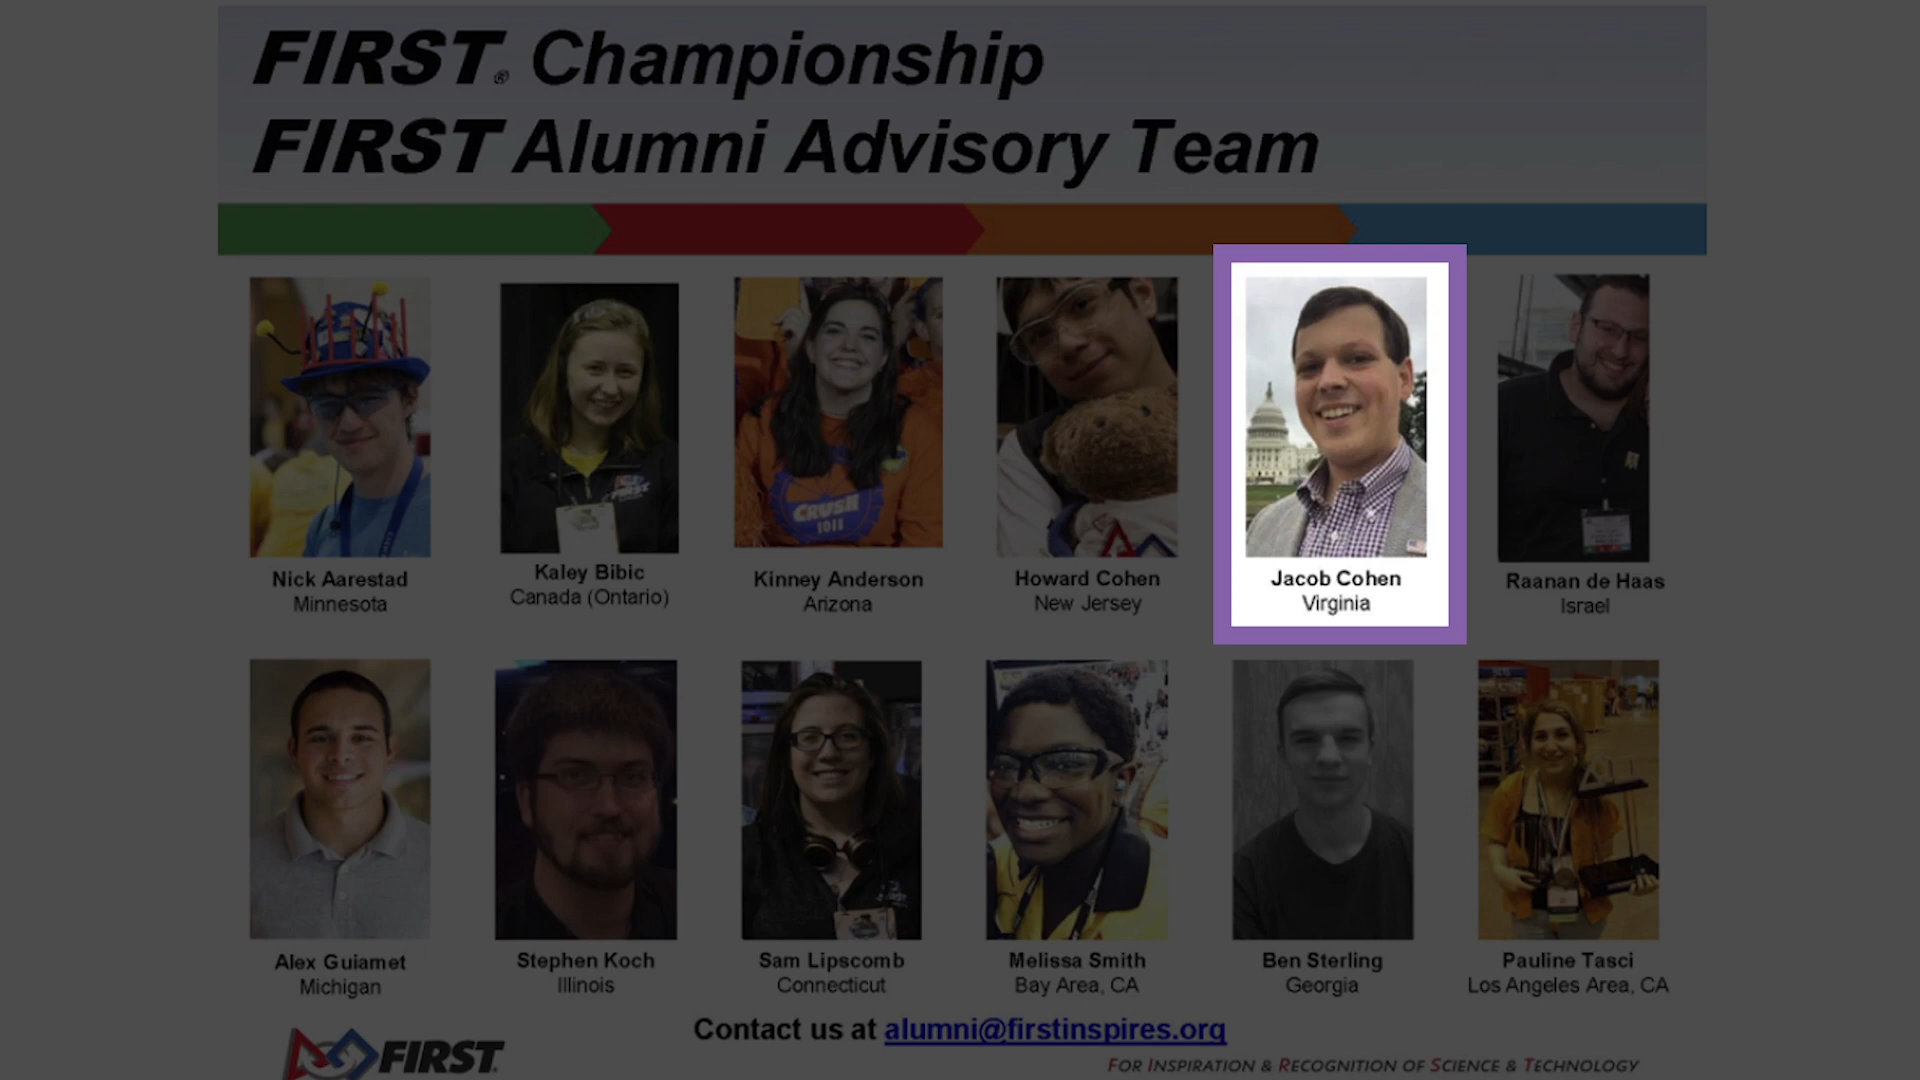 FIRST® Championship
FIRST Alumni Advisory Team
CRUSH
1011
FIRST
Nick Aarestad
Minnesota
Kaley Bibic
Canada (Ontario)
Kinney Anderson
Arizona
Howard Cohen
New Jersey
Jacob Cohen
Virginia
Raanan de Haas
Israel
Alex Guiamet
Michigan
Stephen Koch
Illinois
Sam Lipscomb
Connecticut
Melissa Smith
Bay Area, CA
Ben Sterling
Georgia
Pauline Tasci
Los Angeles Area, CA
Contact us at alumni@firstinspires.org
FIRST®
FOR INSPIRATION & RECOGNITION OF SCIENCE & TECHNOLOGY